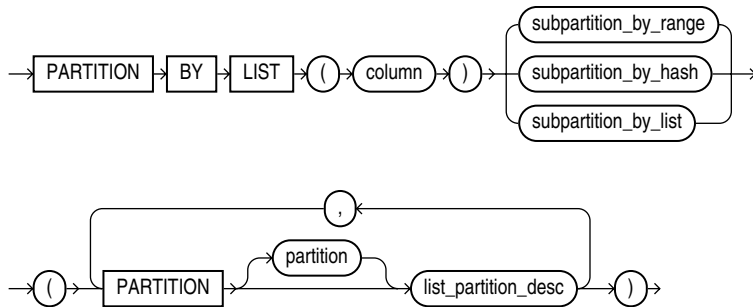 subpartition_by_range
PARTITION BY LIST ( column ) subpartition_by_hash
subpartition_by_list
,
partition
( PARTITION list_partition_desc )